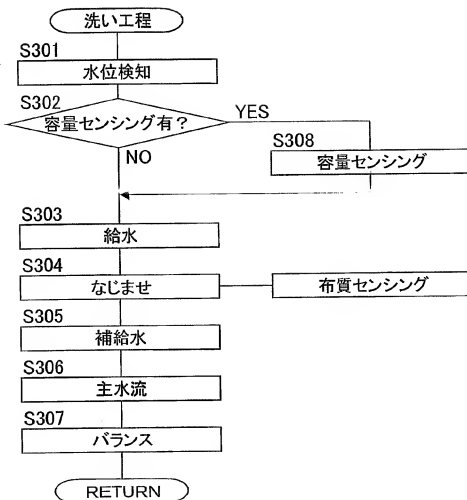 洗い工程
S301
水位検知
S302
容量センシング有？
YES
NO
S308
容量センシング
S303
給水
S304
なじませ
布質センシング
S305
補給水
S306
主水流
S307
バランス
RETURN